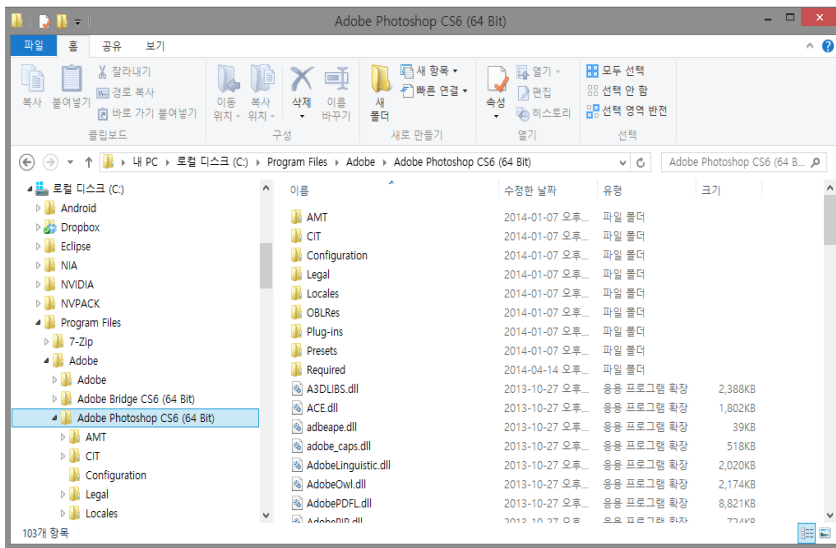 Adobe Photoshop CS6 (64 Bit)
파일 홈 공유 보기
복사 붙여넣기 잘라내기 경로 복사 바로 가기 붙여넣기
이동 위치 복사 위치 삭제 이름 바꾸기
새 폴더 새 항목 빠른 연결
속성 열기 편집 히스토리
모두 선택 선택 안 함 선택 영역 반전
클립보드 구성 새로 만들기 열기 선택
내 PC 로컬 디스크 (C:) Program Files Adobe Adobe Photoshop CS6 (64 Bit) Adobe Photoshop CS6 (64 B...
로컬 디스크 (C:)
Android
Dropbox
Eclipse
NIA
NVIDIA
NVPACK
Program Files
7-Zip
Adobe
Adobe
Adobe Bridge CS6 (64 Bit)
Adobe Photoshop CS6 (64 Bit)
AMT
CIT
Configuration
Legal
Locales
이름 수정한 날짜 유형 크기
AMT 2014-01-07 오후... 파일 폴더
CIT 2014-01-07 오후... 파일 폴더
Configuration 2014-01-07 오후... 파일 폴더
Legal 2014-01-07 오후... 파일 폴더
Locales 2014-01-07 오후... 파일 폴더
OBLRes 2014-01-07 오후... 파일 폴더
Plug-ins 2014-01-07 오후... 파일 폴더
Presets 2014-01-07 오후... 파일 폴더
Required 2014-04-14 오후... 파일 폴더
A3DLIBS.dll 2013-10-27 오후... 응용 프로그램 확장 2,388KB
ACE.dll 2013-10-27 오후... 응용 프로그램 확장 1,802KB
adbeape.dll 2013-10-27 오후... 응용 프로그램 확장 39KB
adobe_caps.dll 2013-10-27 오후... 응용 프로그램 확장 518KB
AdobeLinguistic.dll 2013-10-27 오후... 응용 프로그램 확장 2,020KB
AdobeOwl.dll 2013-10-27 오후... 응용 프로그램 확장 2,174KB
AdobePDFL.dll 2013-10-27 오후... 응용 프로그램 확장 8,821KB
AdobePIP.dll 2013-10-27 오후... 응용 프로그램 확장 724KB
103개 항목